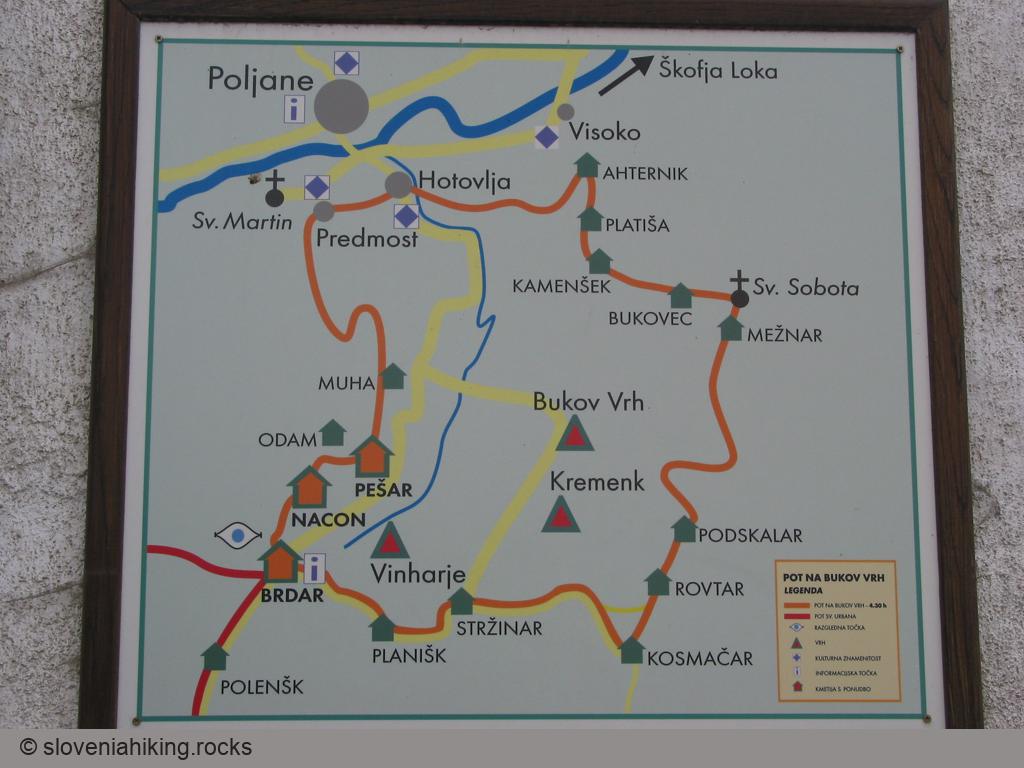 Poljane
Škofja Loka
i
Visoko
AHTERNIK
Hotovlja
Sv. Martin
PLATIŠA
Predmost
KAMENŠEK
Sv. Sobota
BUKOVEC
MEŽNAR
MUHA
Bukov Vrh
ODAM
Kremenk
PEŠAR
NACON
PODSKALAR
Vinharje
i
BRDAR
ROVTAR
STRŽINAR
PLANIŠK
KOSMAČAR
POLENŠK
POT NA BUKOV VRH
LEGENDA
POT NA BUKOV VRH - 4.30 h
POT SV. URBANA
RAZGLEDNA TOČKA
VRH
KULTURNA ZNAMENITOST
i INFORMACIJSKA TOČKA
KMETIJA S PONUDBO
© sloveniahiking.rocks